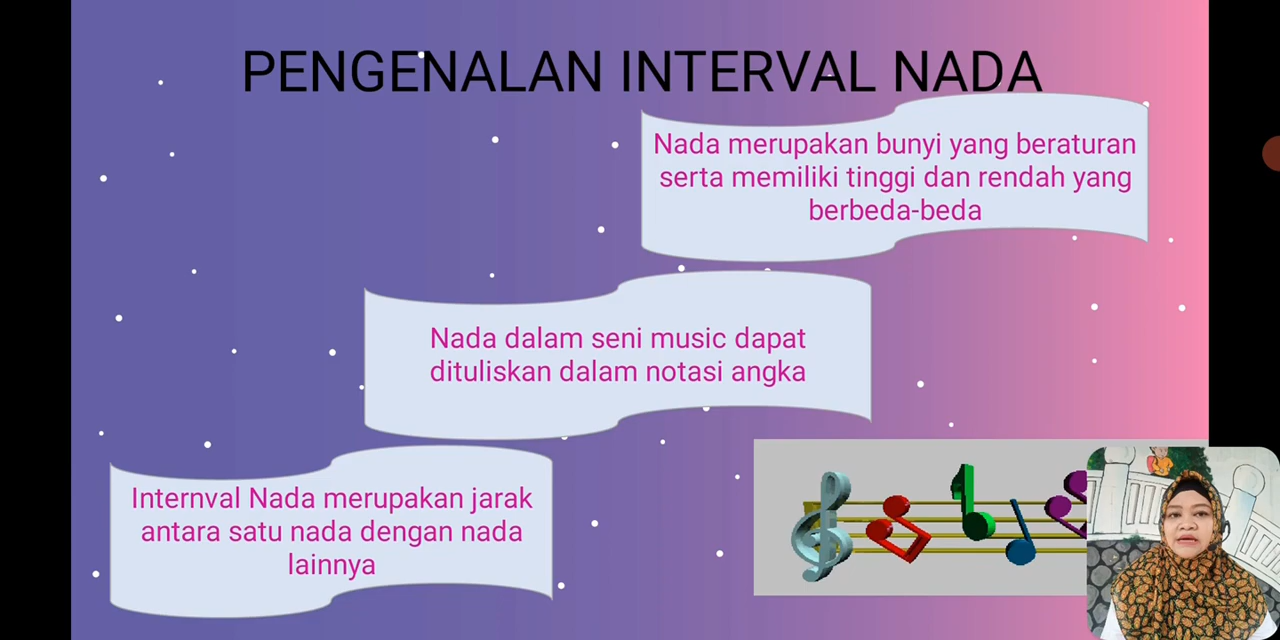 PENGENALAN INTERVAL NADA
Nada merupakan bunyi yang beraturan
serta memiliki tinggi dan rendah yang
berbeda-beda
Nada dalam seni music dapat
dituliskan dalam notasi angka
Internval Nada merupakan jarak
antara satu nada dengan nada
lainnya